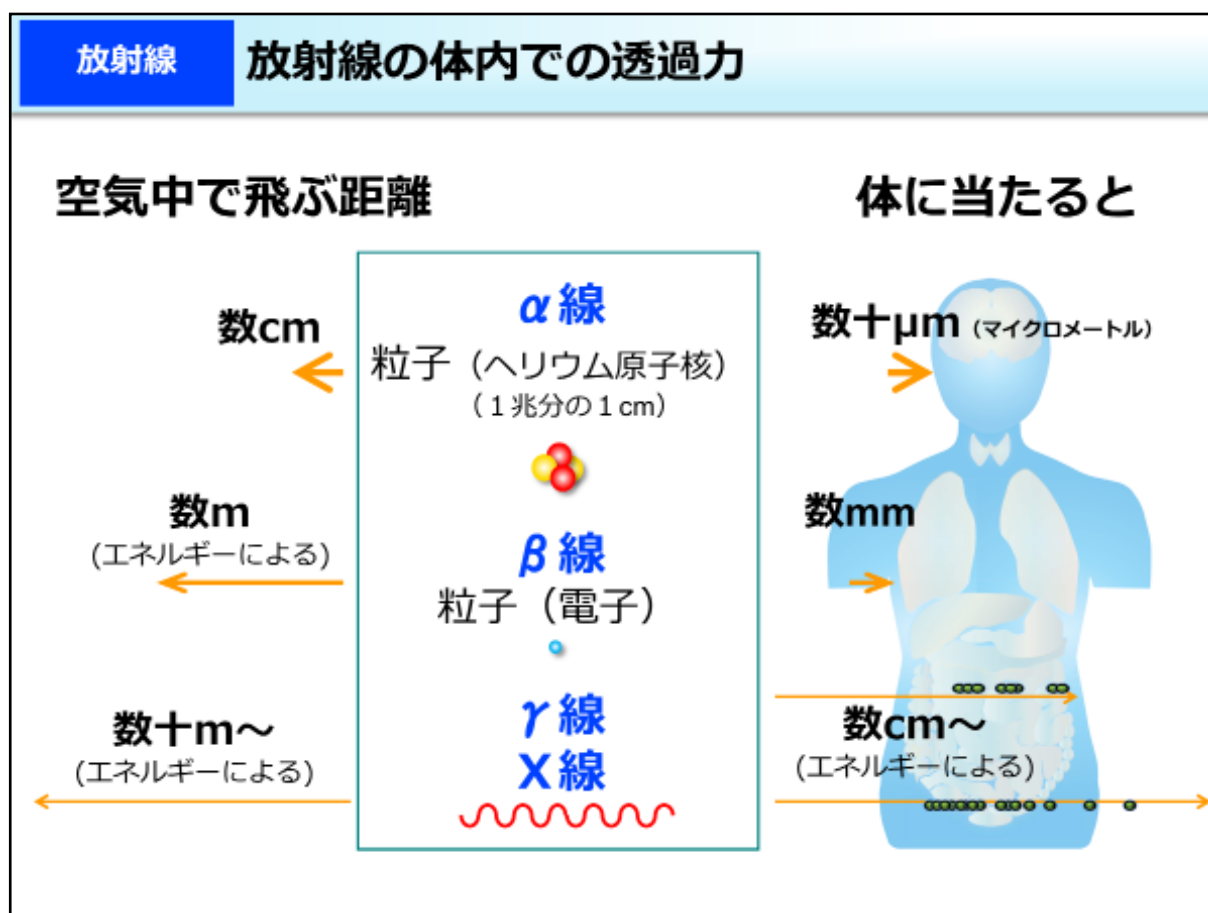 放射線
放射線の体内での透過力
空気中で飛ぶ距離
体に当たると
α線
粒子（ヘリウム原子核）
（１兆分の１cm）
数cm
数十μm（マイクロメートル）
β線
粒子（電子）
数m
(エネルギーによる)
数mm
γ線
X線
数十m～
(エネルギーによる)
数cm～
(エネルギーによる)